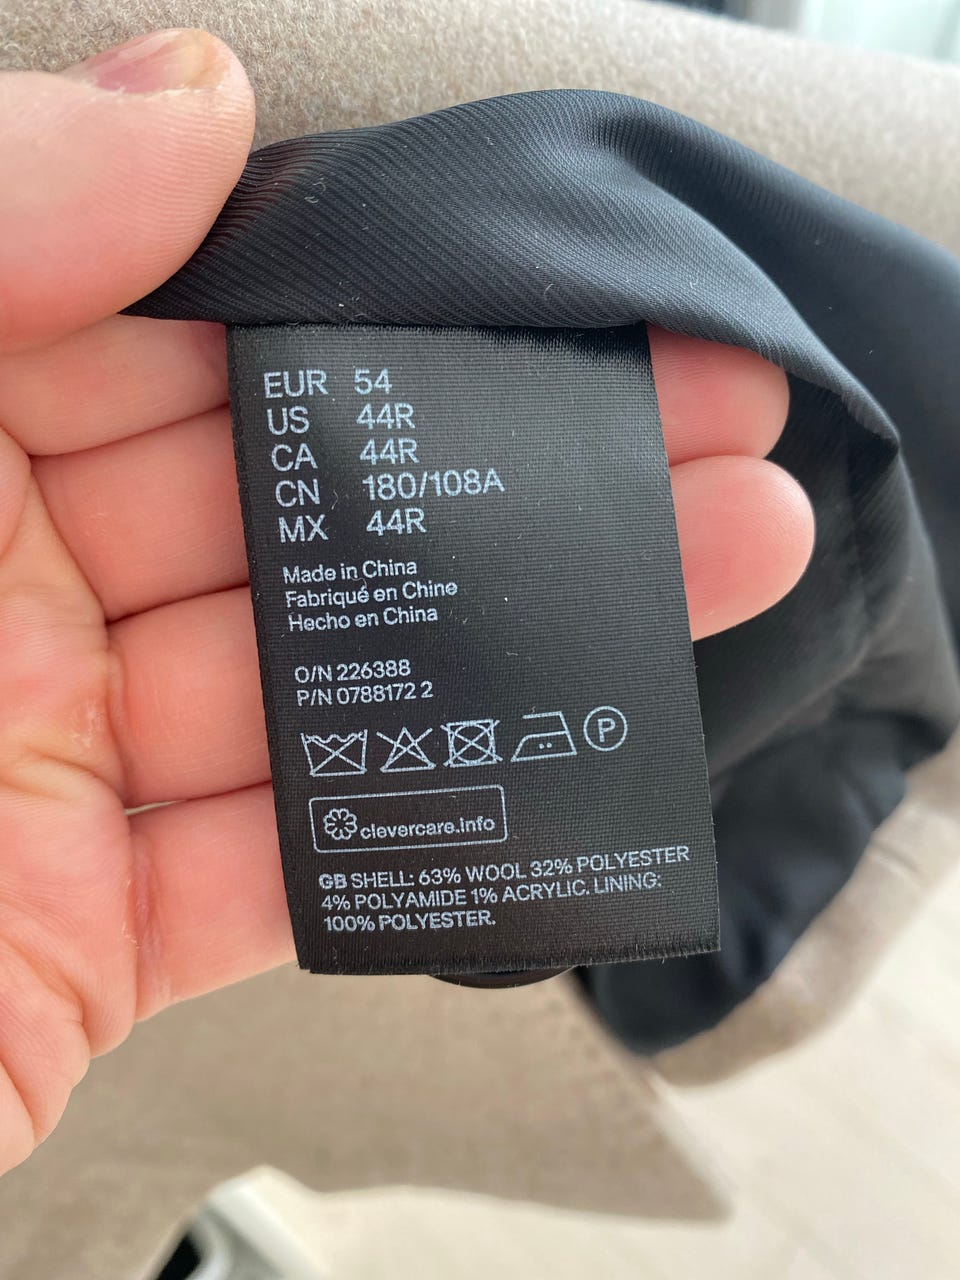 EUR 54
US 44R
CA 44R
CN 180/108A
MX 44R
Made in China
Fabriqué en Chine
Hecho en China
O/N 226388
P/N 0788172 2
P
clevercare.info
GB SHELL: 63% WOOL 32% POLYESTER
4% POLYAMIDE 1% ACRYLIC. LINING:
100% POLYESTER.